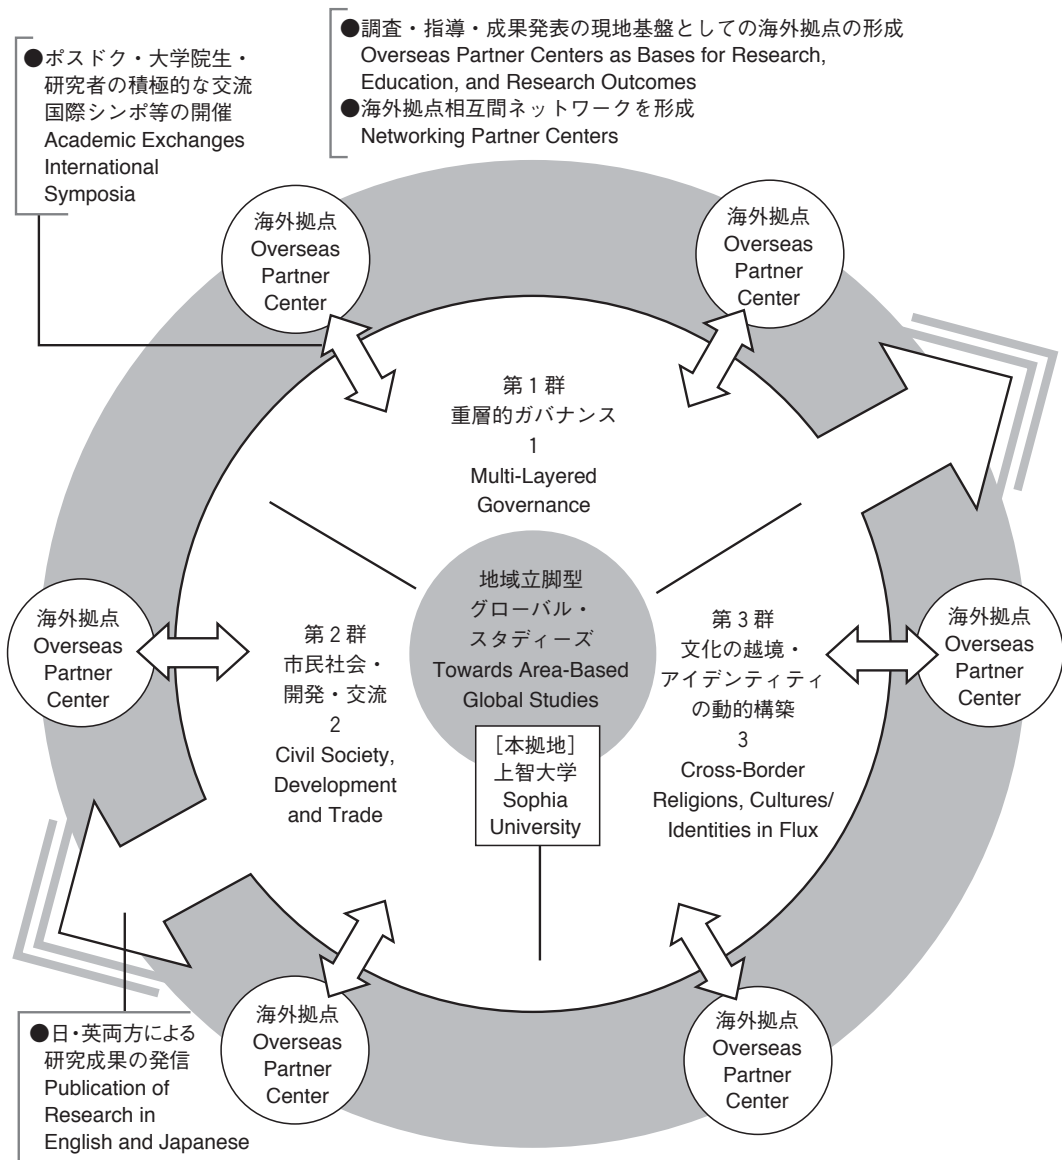 ●ポスドク・大学院生・
研究者の積極的な交流
国際シンポ等の開催
Academic Exchanges
International
Symposia
●調査・指導・成果発表の現地基盤としての海外拠点の形成
Overseas Partner Centers as Bases for Research,
Education, and Research Outcomes
●海外拠点相互間ネットワークを形成
Networking Partner Centers
海外拠点
Overseas
Partner
Center
海外拠点
Overseas
Partner
Center
第1群
重層的ガバナンス
1
Multi-Layered
Governance
地域立脚型
グローバル・
スタディーズ
Towards Area-Based
Global Studies
[本拠地]
上智大学
Sophia
University
海外拠点
Overseas
Partner
Center
第2群
市民社会・
開発・交流
2
Civil Society,
Development
and Trade
第3群
文化の越境・
アイデンティティ
の動的構築
3
Cross-Border
Religions, Cultures/
Identities in Flux
海外拠点
Overseas
Partner
Center
海外拠点
Overseas
Partner
Center
海外拠点
Overseas
Partner
Center
●日・英両方による
研究成果の発信
Publication of
Research in
English and Japanese